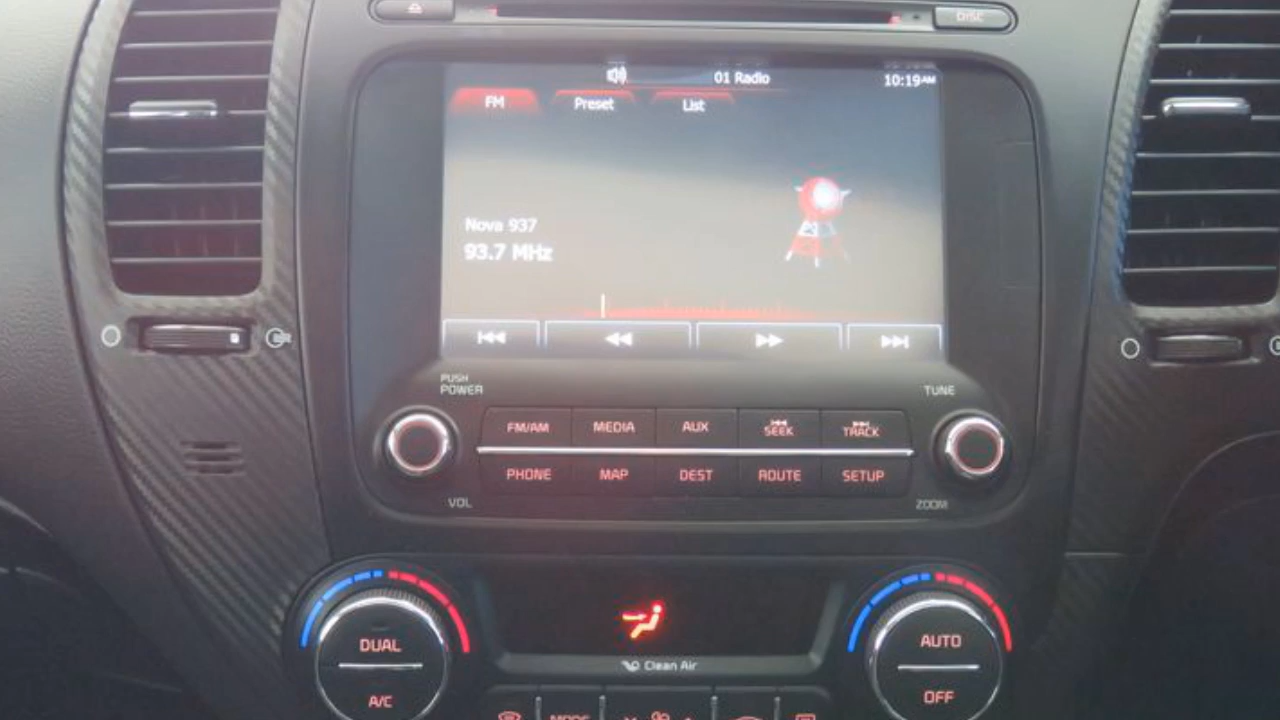 DISC
01 Radio
10:19 AM
FM Preset List
Nova 937
93.7 MHz
PUSH
POWER
TUNE
FM/AM MEDIA AUX SEEK TRACK
PHONE MAP DEST ROUTE SETUP
VOL
ZOOM
DUAL
A/C
Clean Air
AUTO
OFF
MODE